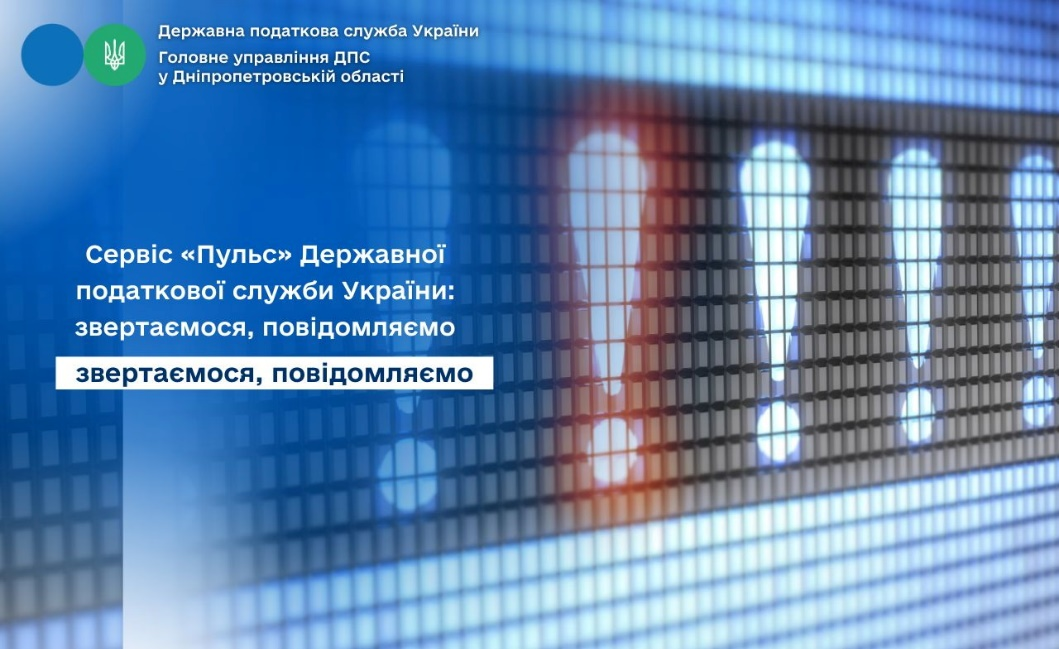 Державна податкова служба України
Головне управління ДПС
у Дніпропетровській області
Сервіс «Пульс» Державної
податкової служби України:
звертаємося, повідомляємо
звертаємося, повідомляємо